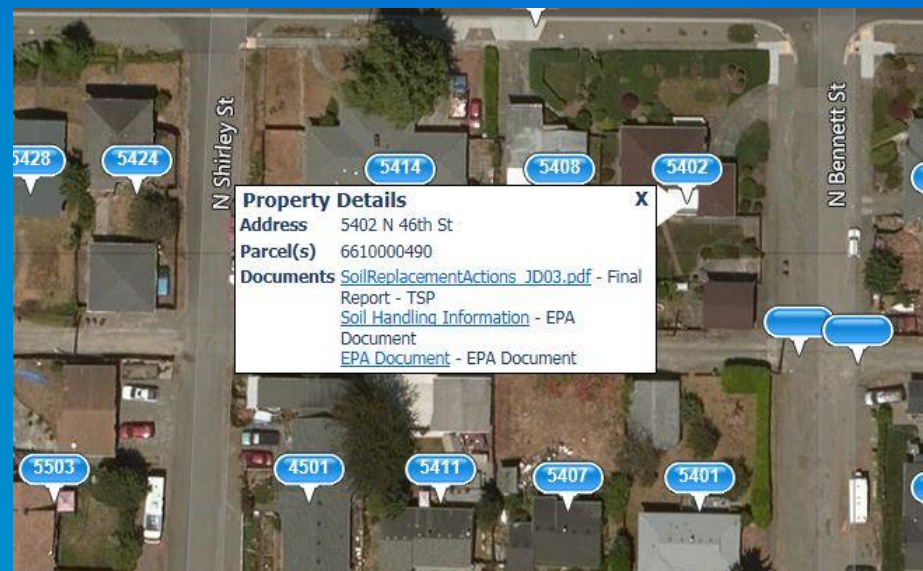 N Shirley St
N Bennett St
5428
5424
5414
5408
5402
Property Details X
Address 5402 N 46th St
Parcel(s) 6610000490
Documents SoilReplacementActions_JD03.pdf - Final
Report - TSP
Soil Handling Information - EPA
Document
EPA Document - EPA Document
5503
4501
5411
5407
5401